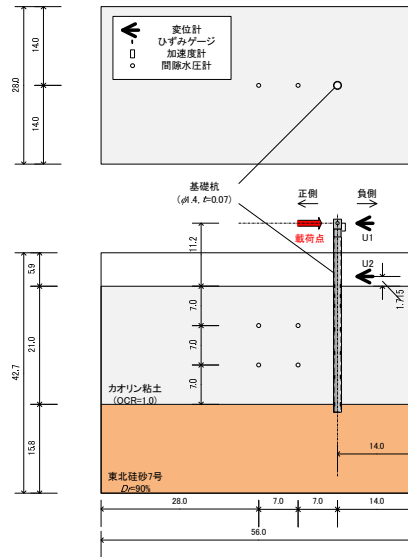 変位計
ひずみゲージ
加速度計
間隙水圧計
14.0
28.0
14.0
基礎杭
(φ1.4, t=0.07)
正側
負側
載荷点
U1
U2
11.2
5.9
1.715
7.0
21.0
7.0
42.7
7.0
カオリン粘土
(OCR=1.0)
15.8
14.0
東北硅砂7号
Dr=90%
28.0
7.0
7.0
14.0
56.0